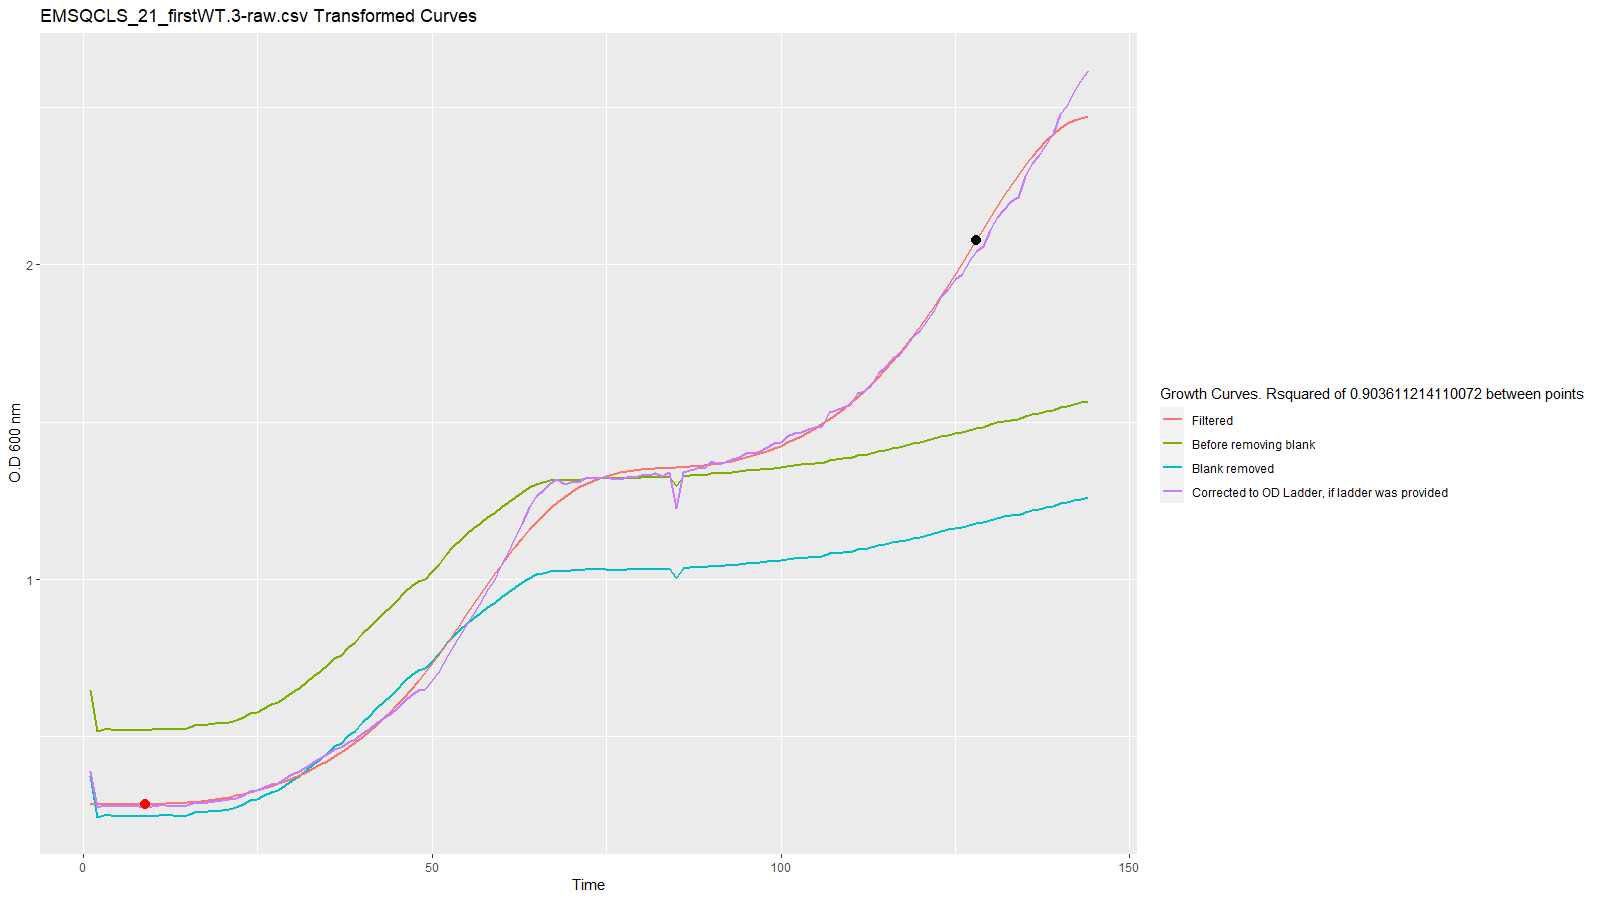 EMSQCLS_21_firstWT.3-raw.csv Transformed Curves
OD 600 nm
2
1
0
50
100
150
Time
Growth Curves. Rsquared of 0.903611214110072 between points
Filtered
Before removing blank
Blank removed
Corrected to OD Ladder, if ladder was provided